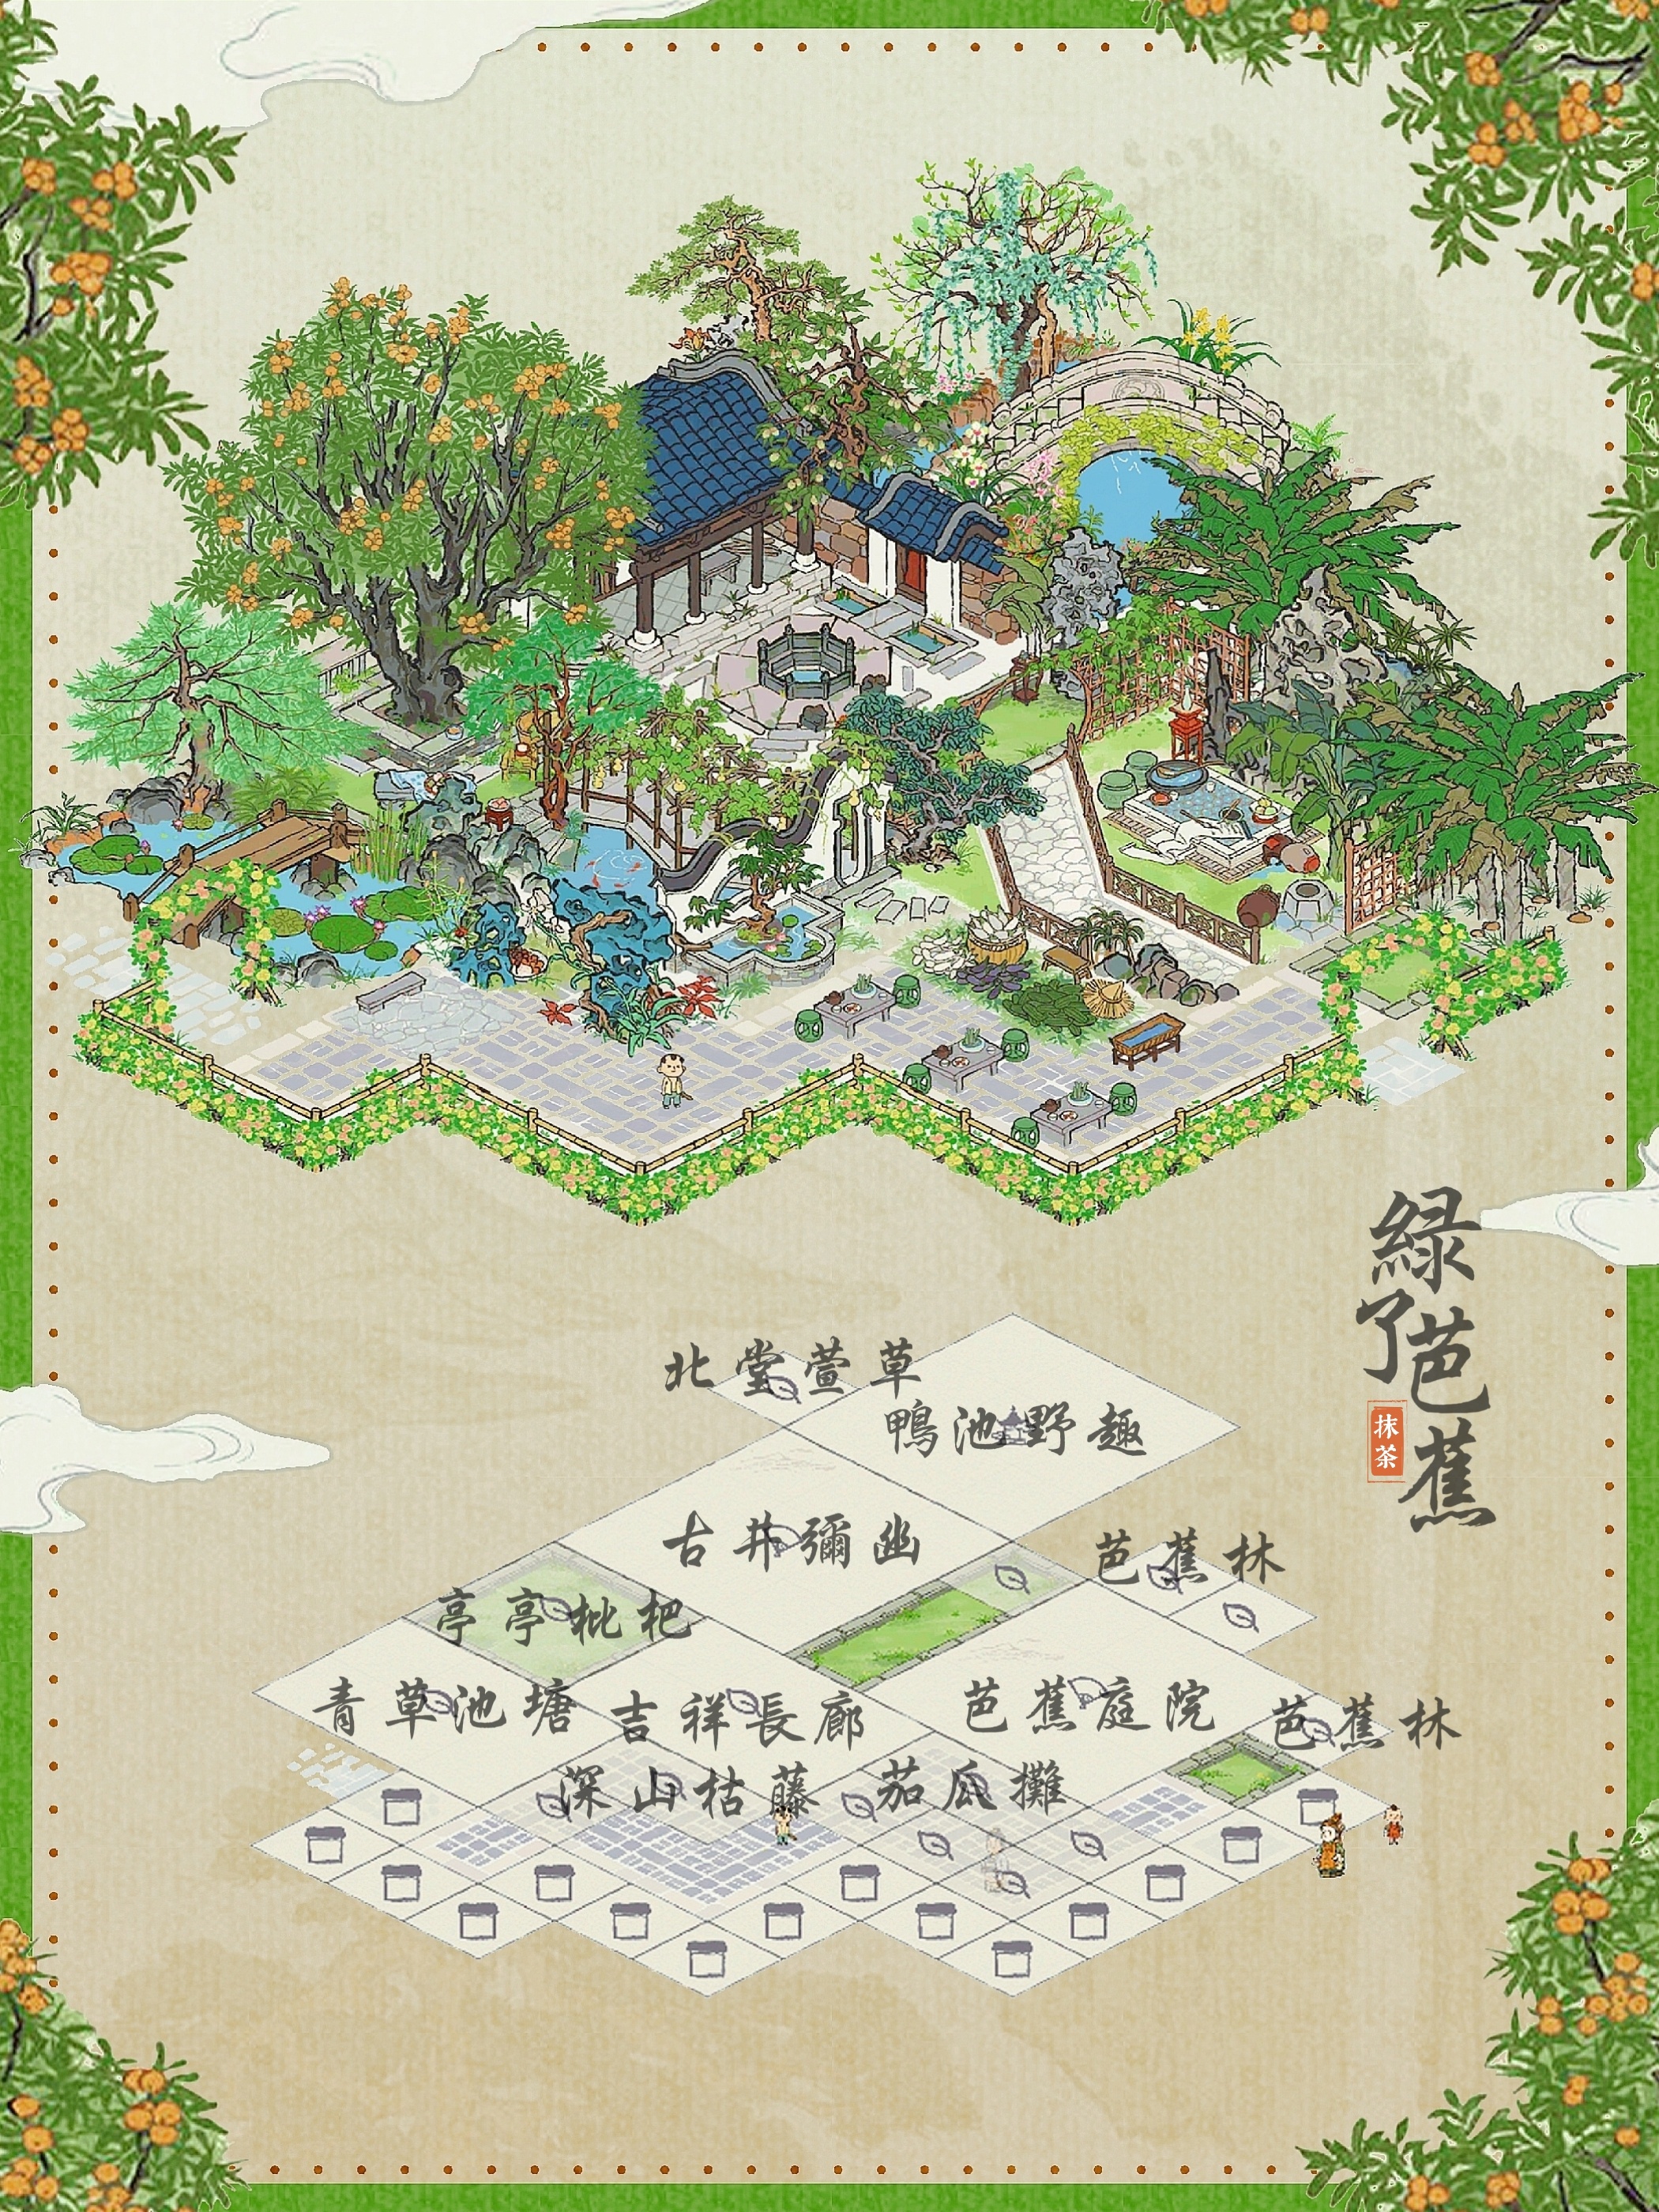 綠了芭蕉
抹茶
北堂萱草
鴨池野趣
古井彌幽
芭蕉林
亭亭枇杷
青草池塘
吉祥長廊
芭蕉庭院
芭蕉林
深山枯藤
茄瓜攤